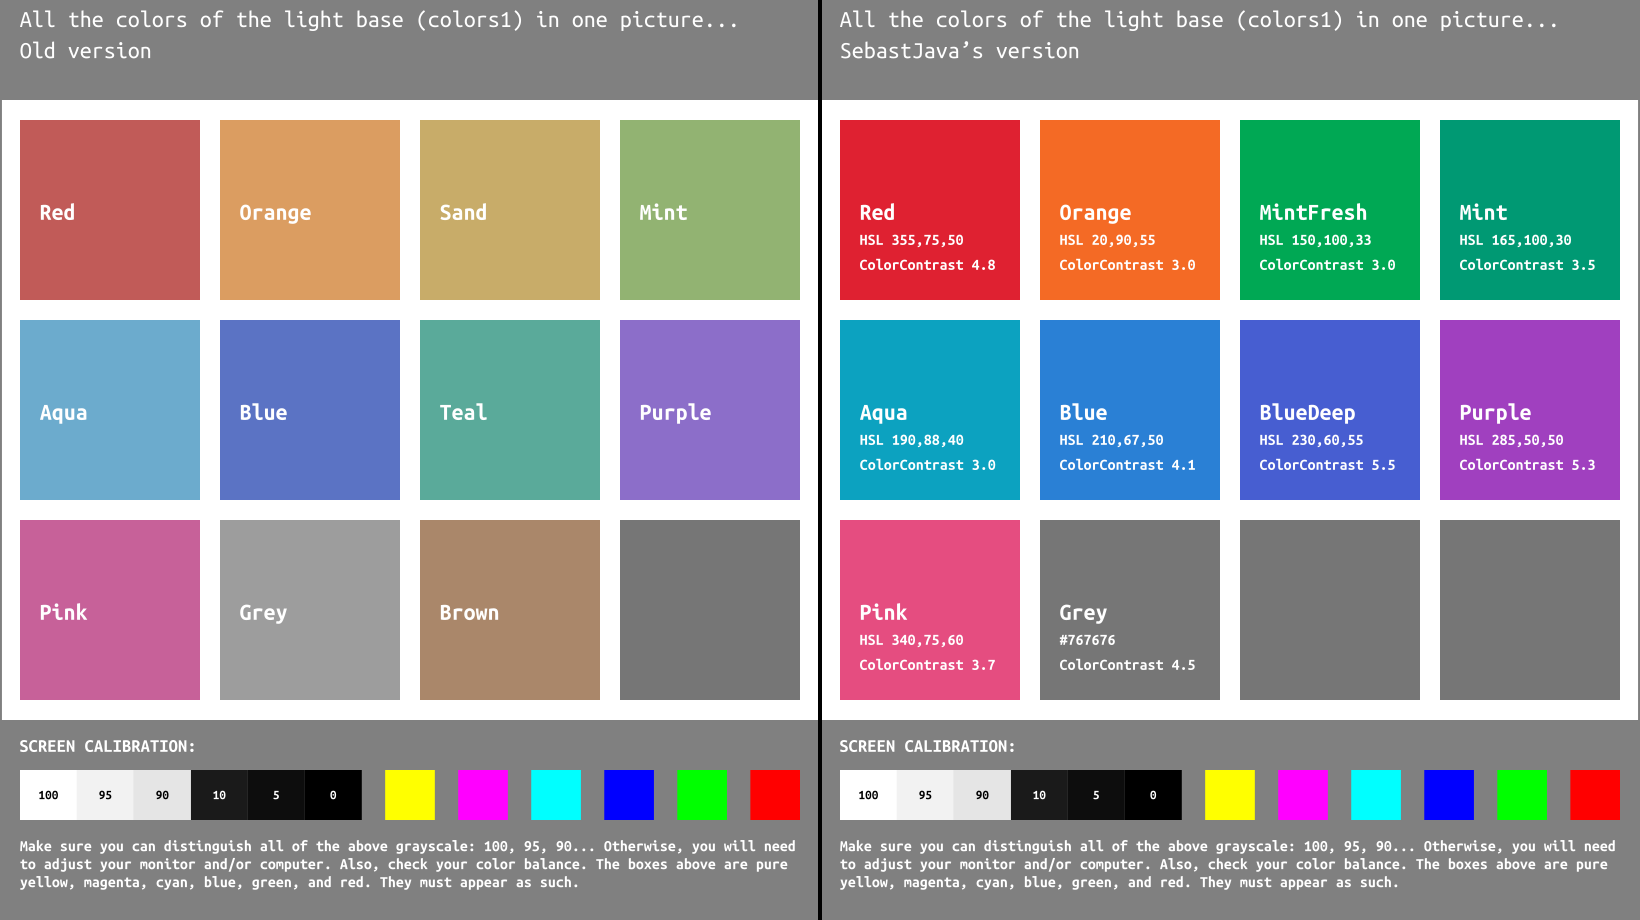 All the colors of the light base (colors1) in one picture...
Old version
Red
Orange
Sand
Mint
Aqua
Blue
Teal
Purple
Pink
Grey
Brown
SCREEN CALIBRATION:
100
95
90
10
5
0
Make sure you can distinguish all of the above grayscale: 100, 95, 90... Otherwise, you will need
to adjust your monitor and/or computer. Also, check your color balance. The boxes above are pure
yellow, magenta, cyan, blue, green, and red. They must appear as such.
All the colors of the light base (colors1) in one picture...
SebastJava’s version
Red
HSL 355,75,50
ColorContrast 4.8
Orange
HSL 20,90,55
ColorContrast 3.0
MintFresh
HSL 150,100,33
ColorContrast 3.0
Mint
HSL 165,100,30
ColorContrast 3.5
Aqua
HSL 190,88,40
ColorContrast 3.0
Blue
HSL 210,67,50
ColorContrast 4.1
BlueDeep
HSL 230,60,55
ColorContrast 5.5
Purple
HSL 285,50,50
ColorContrast 5.3
Pink
HSL 340,75,60
ColorContrast 3.7
Grey
#767676
ColorContrast 4.5
SCREEN CALIBRATION:
100
95
90
10
5
0
Make sure you can distinguish all of the above grayscale: 100, 95, 90... Otherwise, you will need
to adjust your monitor and/or computer. Also, check your color balance. The boxes above are pure
yellow, magenta, cyan, blue, green, and red. They must appear as such.